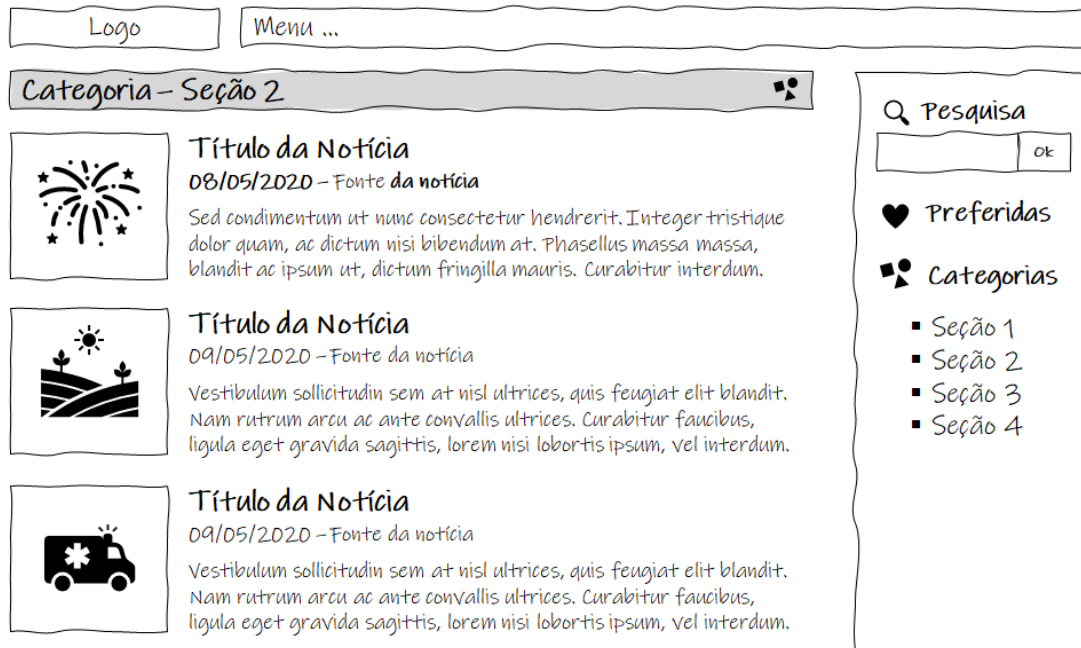 Logo
Menu ...
Categoria – Seção 2
Título da Notícia
08/05/2020 – Fonte da notícia
Sed condimentum ut nunc consectetur hendrerit. Integer tristique
dolor quam, ac dictum nisi bibendum at. Phasellus massa massa,
blandit ac ipsum ut, dictum fringilla mauris. Curabitur interdum.
Título da Notícia
09/05/2020 – Fonte da notícia
Vestibulum sollicitudin sem at nisl ultrices, quis feugiat elit blandit.
Nam rutrum arcu ac ante convallis ultrices. Curabitur faucibus,
ligula eget gravida sagittis, lorem nisi lobortis ipsum, vel interdum.
Título da Notícia
09/05/2020 – Fonte da notícia
Vestibulum sollicitudin sem at nisl ultrices, quis feugiat elit blandit.
Nam rutrum arcu ac ante convallis ultrices. Curabitur faucibus,
ligula eget gravida sagittis, lorem nisi lobortis ipsum, vel interdum.
Pesquisa
Ok
Preferidas
Categorias
▪ Seção 1
▪ Seção 2
▪ Seção 3
▪ Seção 4